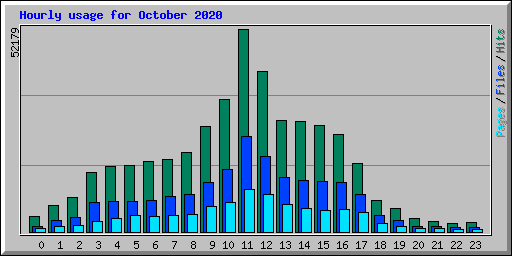 Hourly usage for October 2020
52179
Pages/Files/Hits
0 1 2 3 4 5 6 7 8 9 10 11 12 13 14 15 16 17 18 19 20 21 22 23